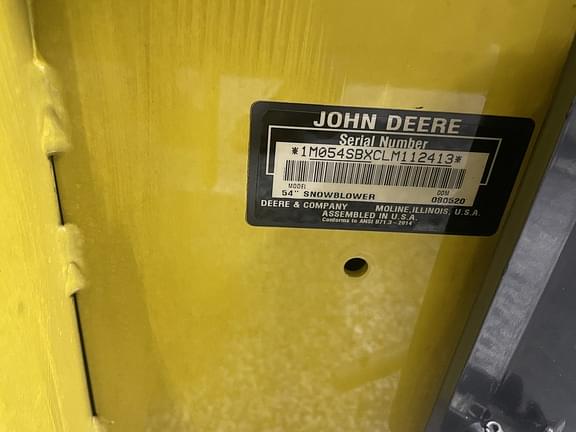 JOHN DEERE
Serial Number
*1M054SBXCLM112413*
MODEL DOM
54" SNOWBLOWER 080520
DEERE & COMPANY MOLINE, ILLINOIS, U.S.A.
ASSEMBLED IN U.S.A.
Conforms to ANSI B71.3 - 2014